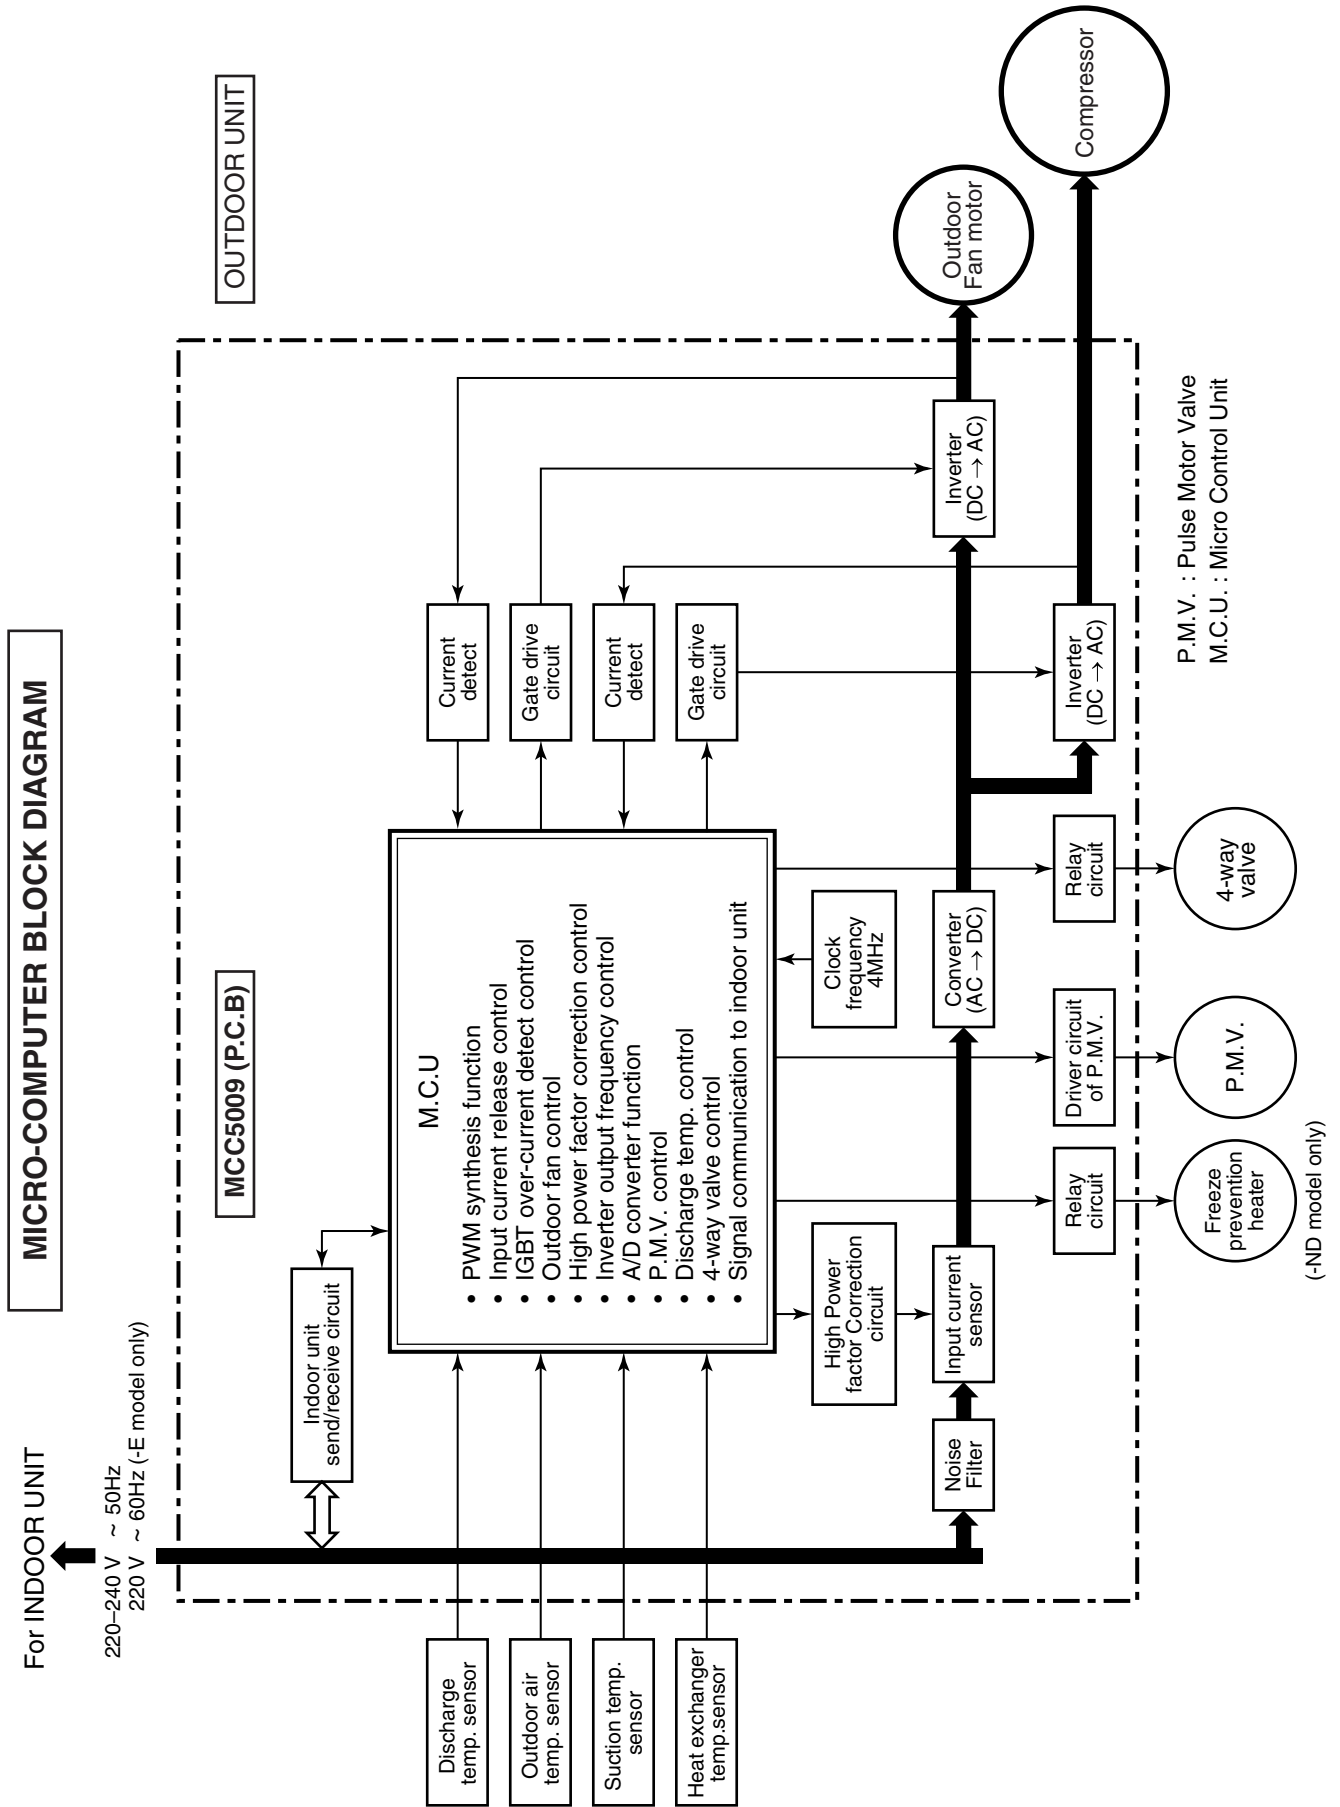 MICRO-COMPUTER BLOCK DIAGRAM
For INDOOR UNIT
220–240 V ~ 50Hz
220 V ~ 60Hz (-E model only)
MCC5009 (P.C.B)
OUTDOOR UNIT
Indoor unit
send/receive circuit
Discharge
temp. sensor
Outdoor air
temp. sensor
Suction temp.
sensor
Heat exchanger
temp.sensor
M.C.U
• PWM synthesis function
• Input current release control
• IGBT over-current detect control
• Outdoor fan control
• High power factor correction control
• Inverter output frequency control
• A/D converter function
• P.M.V. control
• Discharge temp. control
• 4-way valve control
• Signal communication to indoor unit
Current
detect
Gate drive
circuit
Current
detect
Gate drive
circuit
High Power
factor Correction
circuit
Clock
frequency
4MHz
Noise
Filter
Input current
sensor
Converter
(AC → DC)
Inverter
(DC → AC)
Outdoor
Fan motor
Relay
circuit
Driver circuit
of P.M.V.
Relay
circuit
Inverter
(DC → AC)
Compressor
Freeze
prevention
heater
P.M.V.
4-way
valve
(-ND model only)
P.M.V. : Pulse Motor Valve
M.C.U. : Micro Control Unit